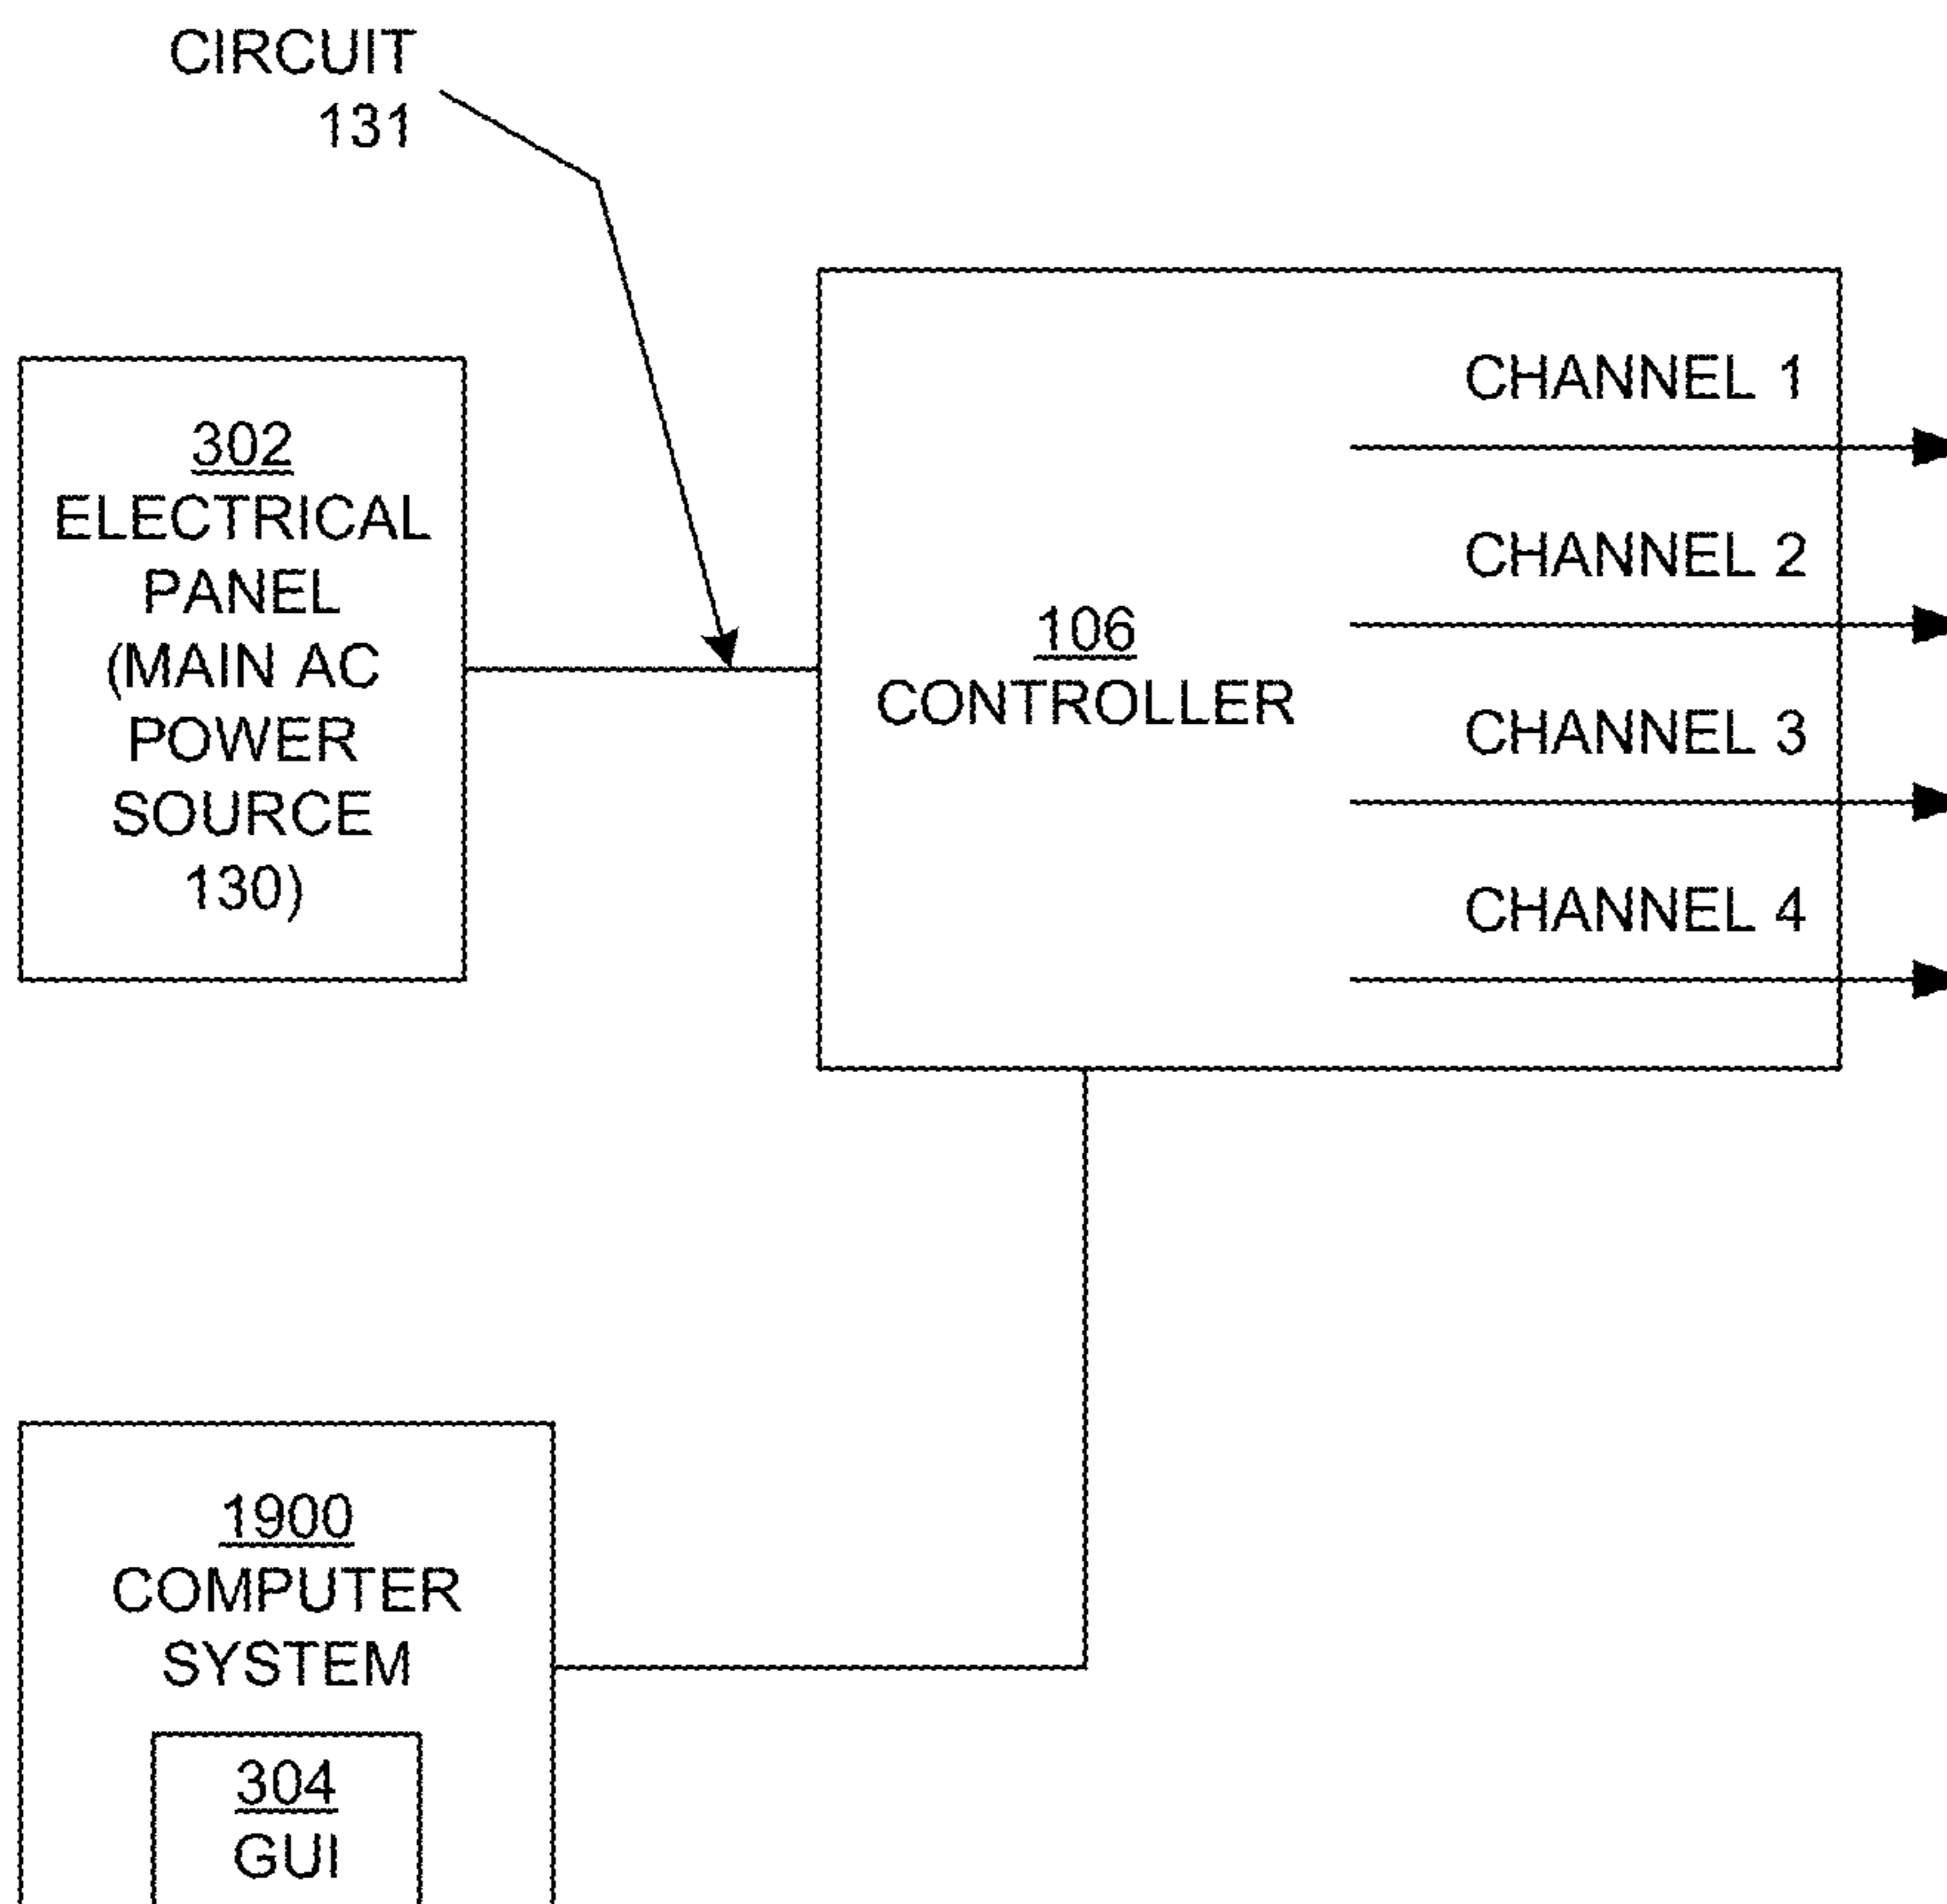 CIRCUIT
131
302
ELECTRICAL
PANEL
(MAIN AC
POWER
SOURCE
130)
106
CONTROLLER
CHANNEL 1
CHANNEL 2
CHANNEL 3
CHANNEL 4
1900
COMPUTER
SYSTEM
304
GUI